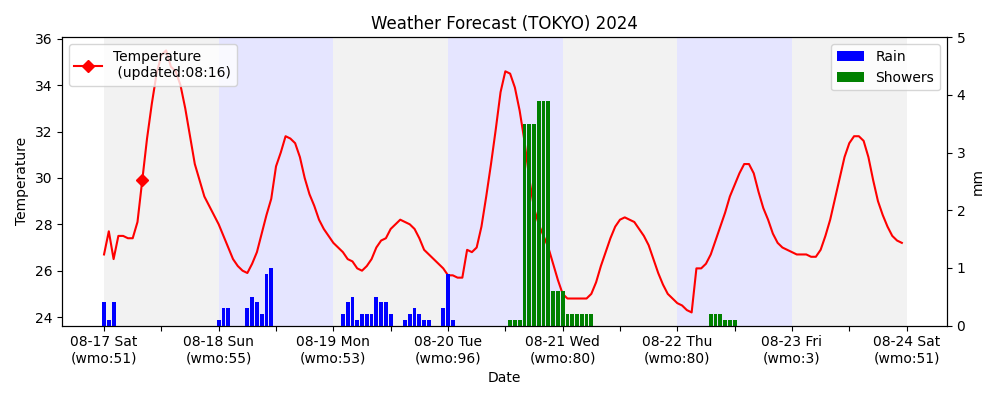 Weather Forecast (TOKYO) 2024
Temperature
(updated:08:16)
Rain
Showers
36
34
32
30
28
26
24
Temperature
5
4
3
2
1
0
mm
08-17 Sat
(wmo:51)
08-18 Sun
(wmo:55)
08-19 Mon
(wmo:53)
08-20 Tue
(wmo:96)
08-21 Wed
(wmo:80)
08-22 Thu
(wmo:80)
08-23 Fri
(wmo:3)
08-24 Sat
(wmo:51)
Date